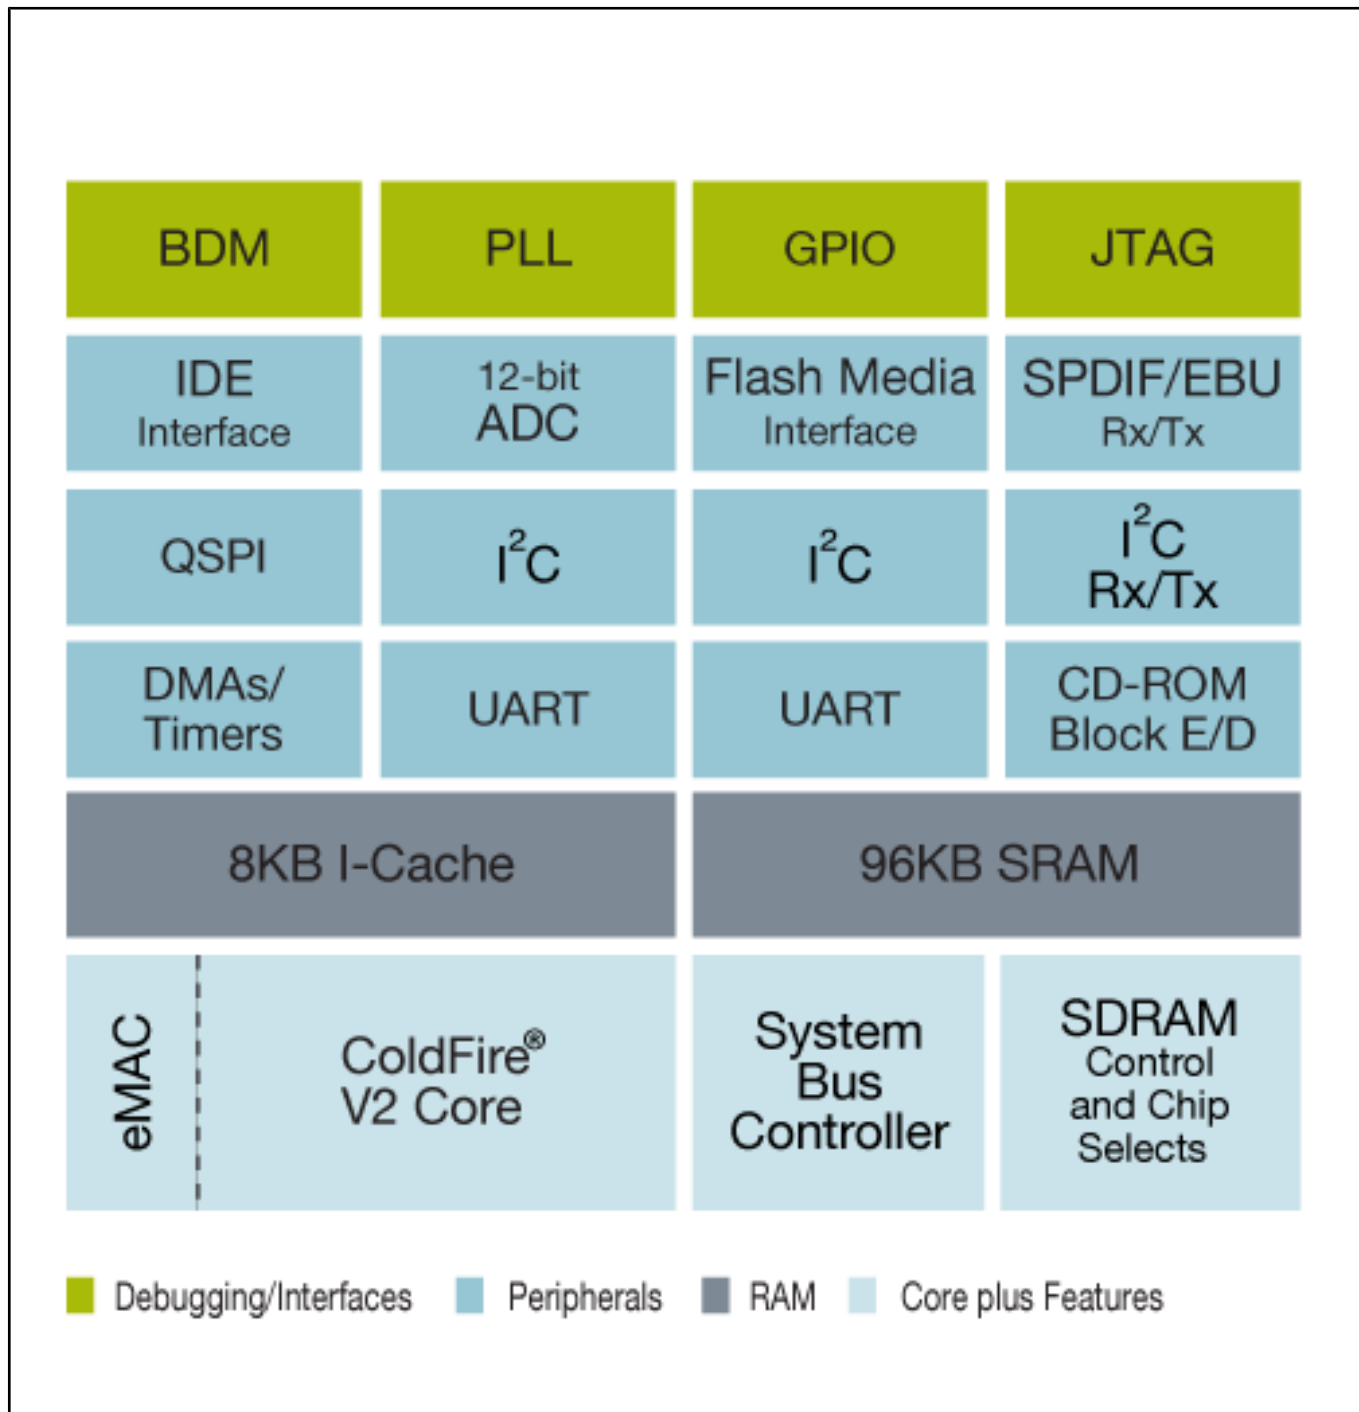 BDM
PLL
GPIO
JTAG
IDE
Interface
12-bit
ADC
Flash Media
Interface
SPDIF/EBU
Rx/Tx
QSPI
I²C
I²C
I²C
Rx/Tx
DMAs/
Timers
UART
UART
CD-ROM
Block E/D
8KB I-Cache
96KB SRAM
eMAC
ColdFire®
V2 Core
System
Bus
Controller
SDRAM
Control
and Chip
Selects
Debugging/Interfaces
Peripherals
RAM
Core plus Features